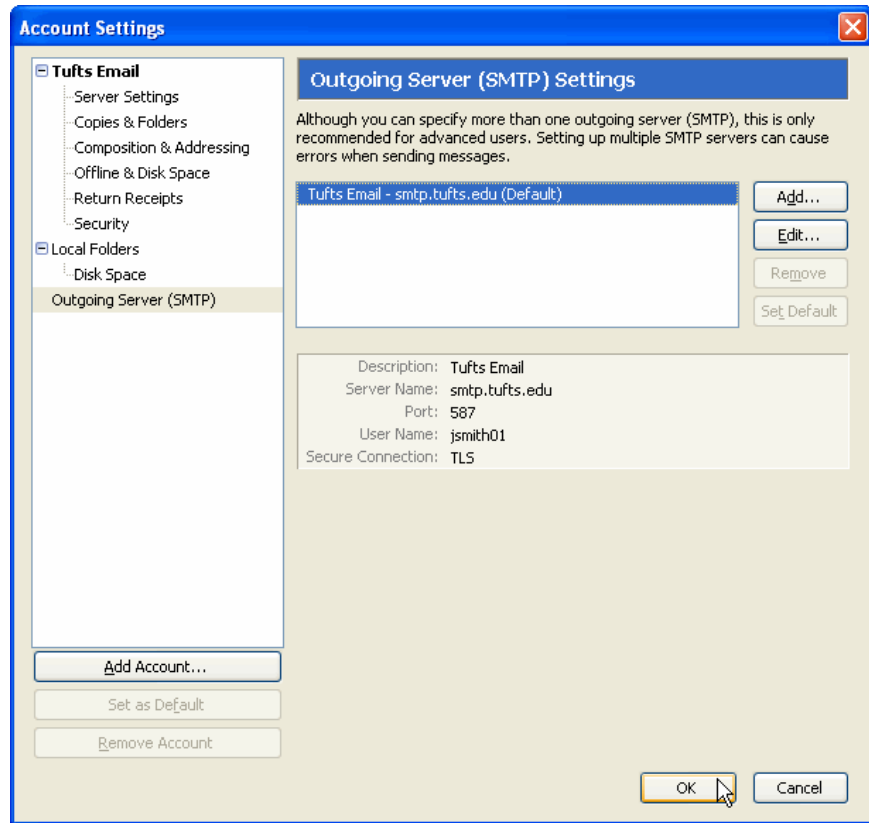 Account Settings
Tufts Email
Server Settings
Copies & Folders
Composition & Addressing
Offline & Disk Space
Return Receipts
Security
Local Folders
Disk Space
Outgoing Server (SMTP)
Add Account...
Set as Default
Remove Account
Outgoing Server (SMTP) Settings
Although you can specify more than one outgoing server (SMTP), this is only
recommended for advanced users. Setting up multiple SMTP servers can cause
errors when sending messages.
Tufts Email - smtp.tufts.edu (Default)
Add...
Edit...
Remove
Set Default
Description: Tufts Email
Server Name: smtp.tufts.edu
Port: 587
User Name: jsmith01
Secure Connection: TLS
OK
Cancel